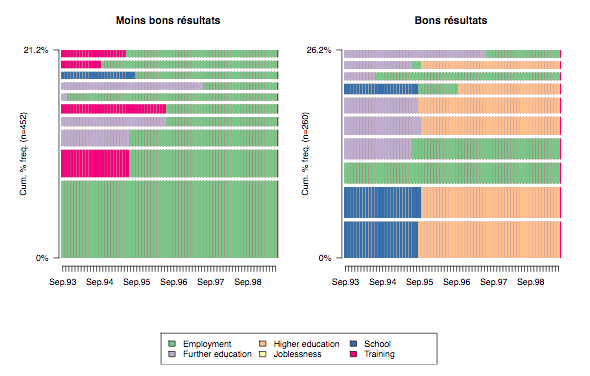 Moins bons résultats
Bons résultats
21.2%
Cum. % freq. (n=452)
0%
Sep.93 Sep.94 Sep.95 Sep.96 Sep.97 Sep.98
26.2%
Cum. % freq. (n=260)
0%
Sep.93 Sep.94 Sep.95 Sep.96 Sep.97 Sep.98
Employment Higher education School
Further education Joblessness Training